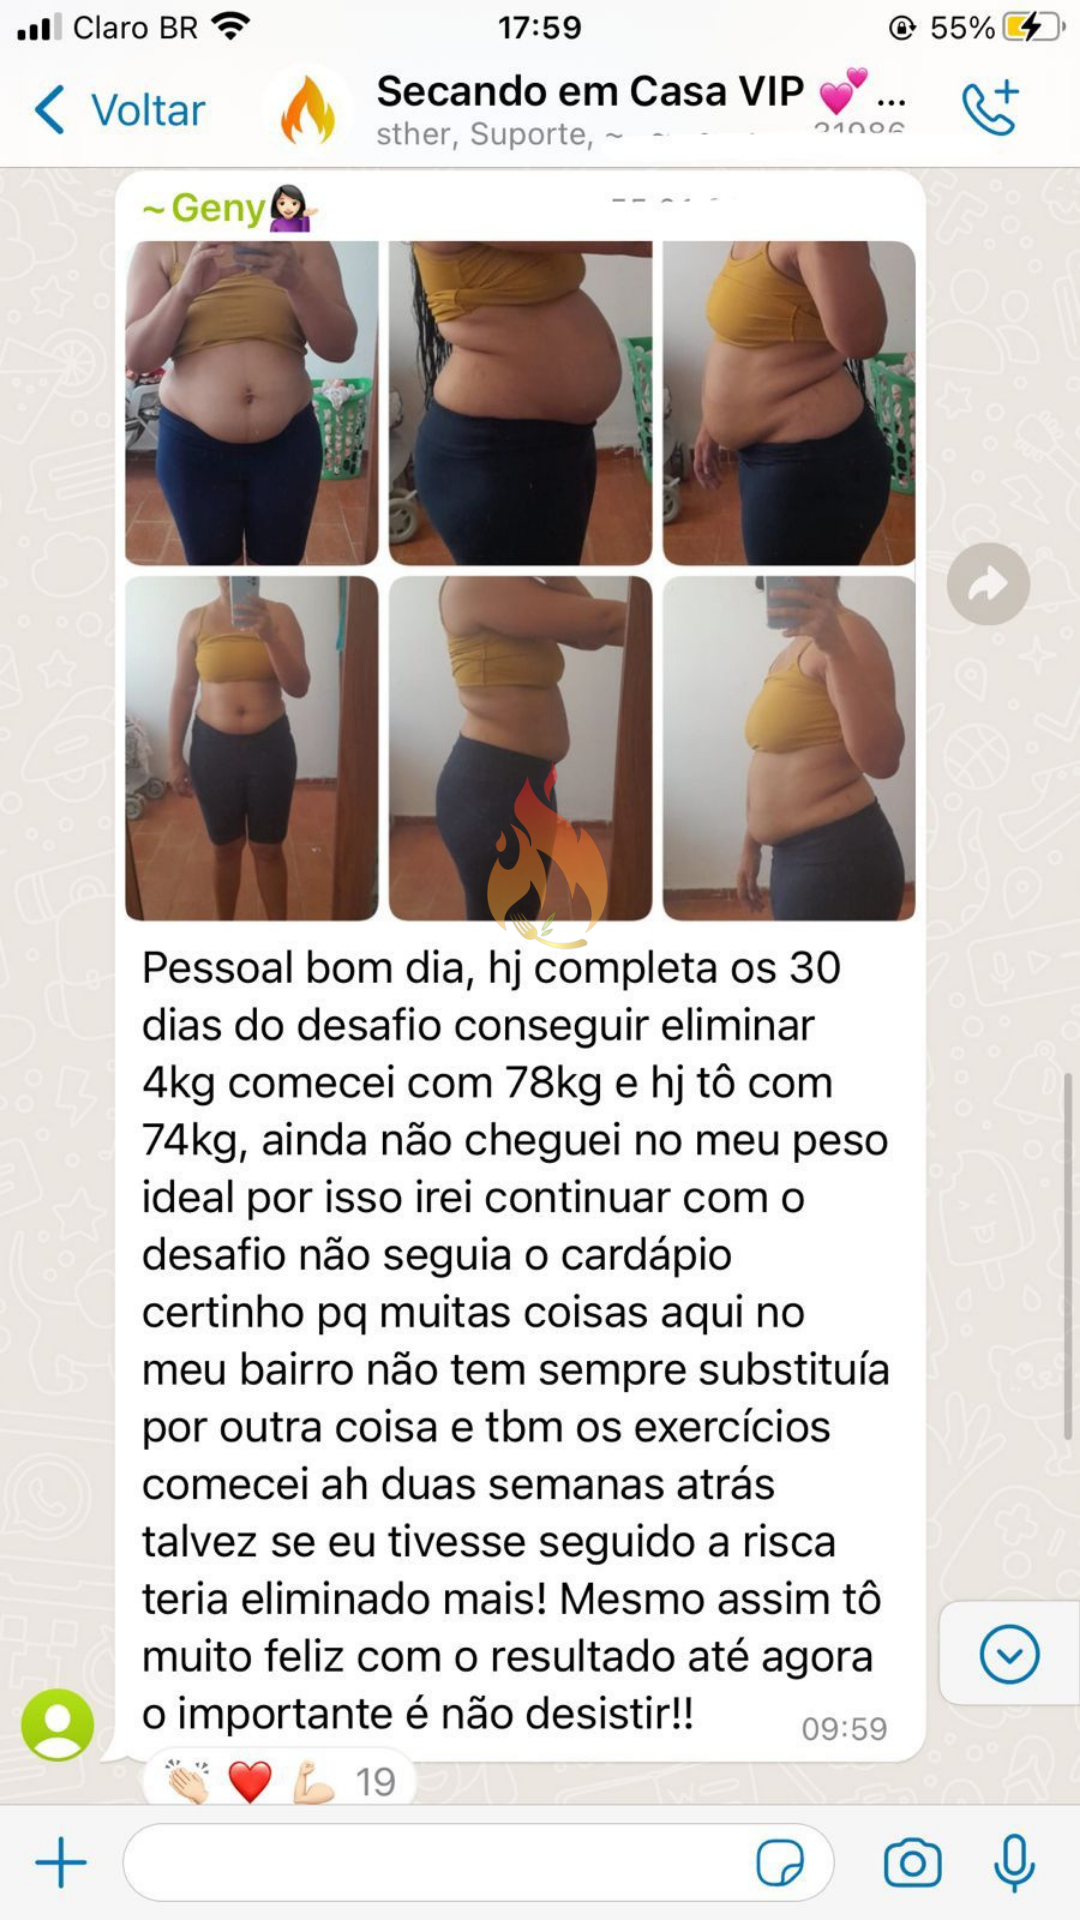 Claro BR
17:59
55%
Voltar
Secando em Casa VIP 💕 ...
sther, Suporte, ~
~ Geny💁🏻‍♀️
Pessoal bom dia, hj completa os 30
dias do desafio conseguir eliminar
4kg comecei com 78kg e hj tô com
74kg, ainda não cheguei no meu peso
ideal por isso irei continuar com o
desafio não seguia o cardápio
certinho pq muitas coisas aqui no
meu bairro não tem sempre substituía
por outra coisa e tbm os exercícios
comecei ah duas semanas atrás
talvez se eu tivesse seguido a risca
teria eliminado mais! Mesmo assim tô
muito feliz com o resultado até agora
o importante é não desistir!!
09:59
👏🏻 ❤️ 💪🏻 19